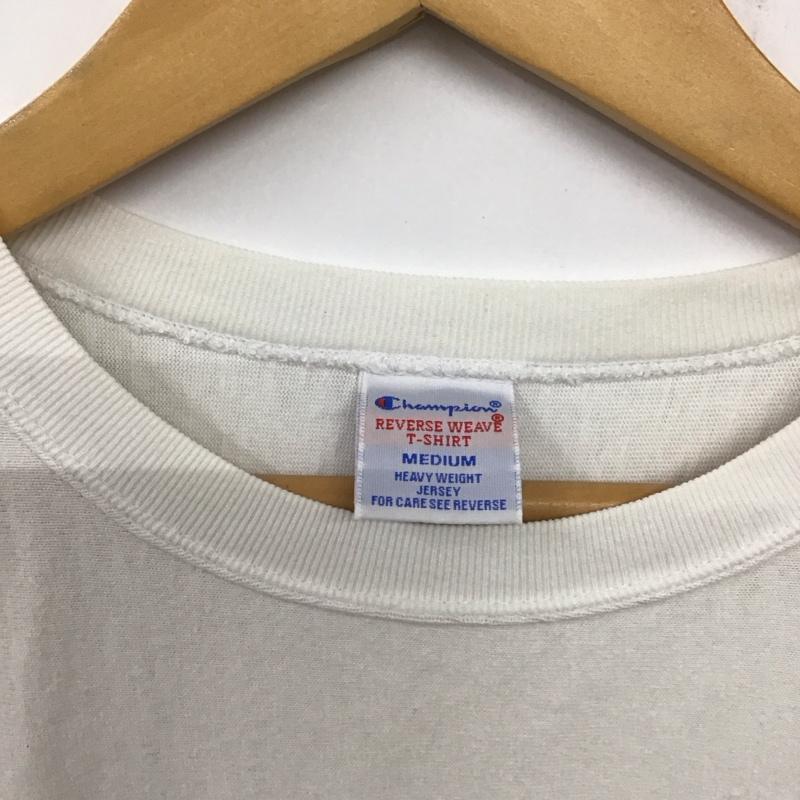 Champion®
REVERSE WEAVE®
T-SHIRT
MEDIUM
HEAVY WEIGHT
JERSEY
FOR CARE SEE REVERSE